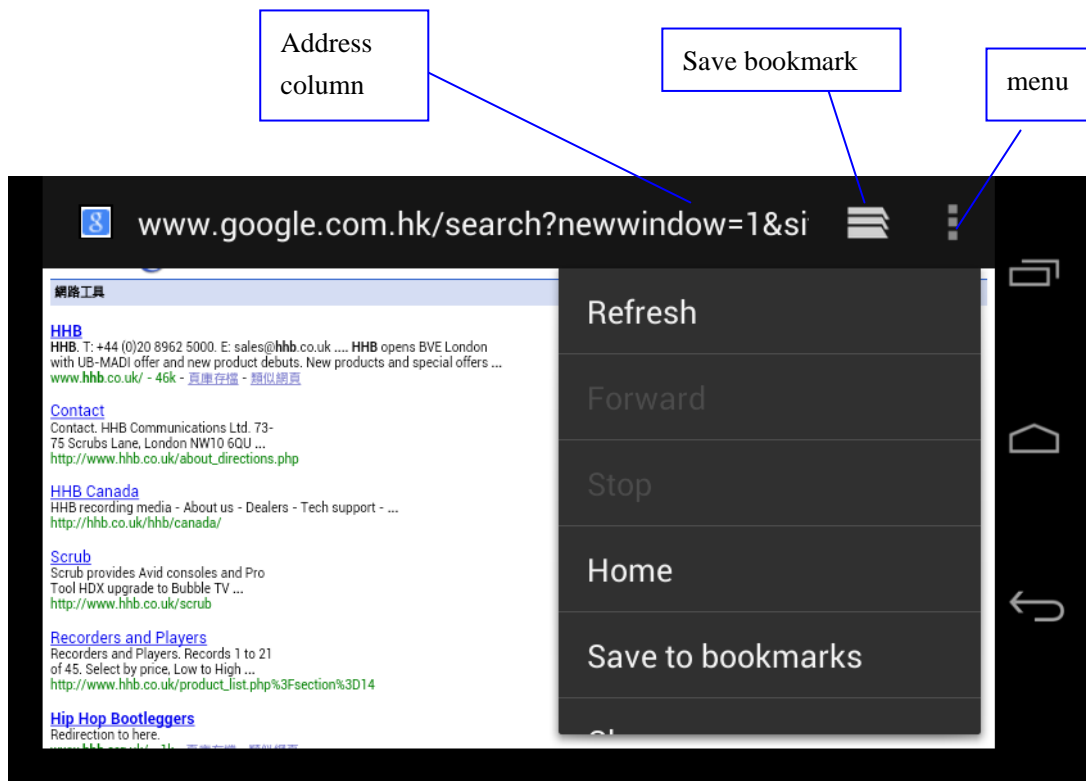 Address
column
Save bookmark
menu
8 www.google.com.hk/search?newwindow=1&si
網路工具
HHB
HHB. T: +44 (0)20 8962 5000. E: sales@hhb.co.uk .... HHB opens BVE London
with UB-MADI offer and new product debuts. New products and special offers ...
www.hhb.co.uk/ - 46k - 頁庫存檔 - 類似網頁
Contact
Contact. HHB Communications Ltd. 73-
75 Scrubs Lane, London NW10 6QU ...
http://www.hhb.co.uk/about_directions.php
HHB Canada
HHB recording media - About us - Dealers - Tech support - ...
http://hhb.co.uk/hhb/canada/
Scrub
Scrub provides Avid consoles and Pro
Tool HDX upgrade to Bubble TV ...
http://www.hhb.co.uk/scrub
Recorders and Players
Recorders and Players. Records 1 to 21
of 45. Select by price, Low to High ...
http://www.hhb.co.uk/product_list.php%3Fsection%3D14
Hip Hop Bootleggers
Redirection to here.
Refresh
Forward
Stop
Home
Save to bookmarks